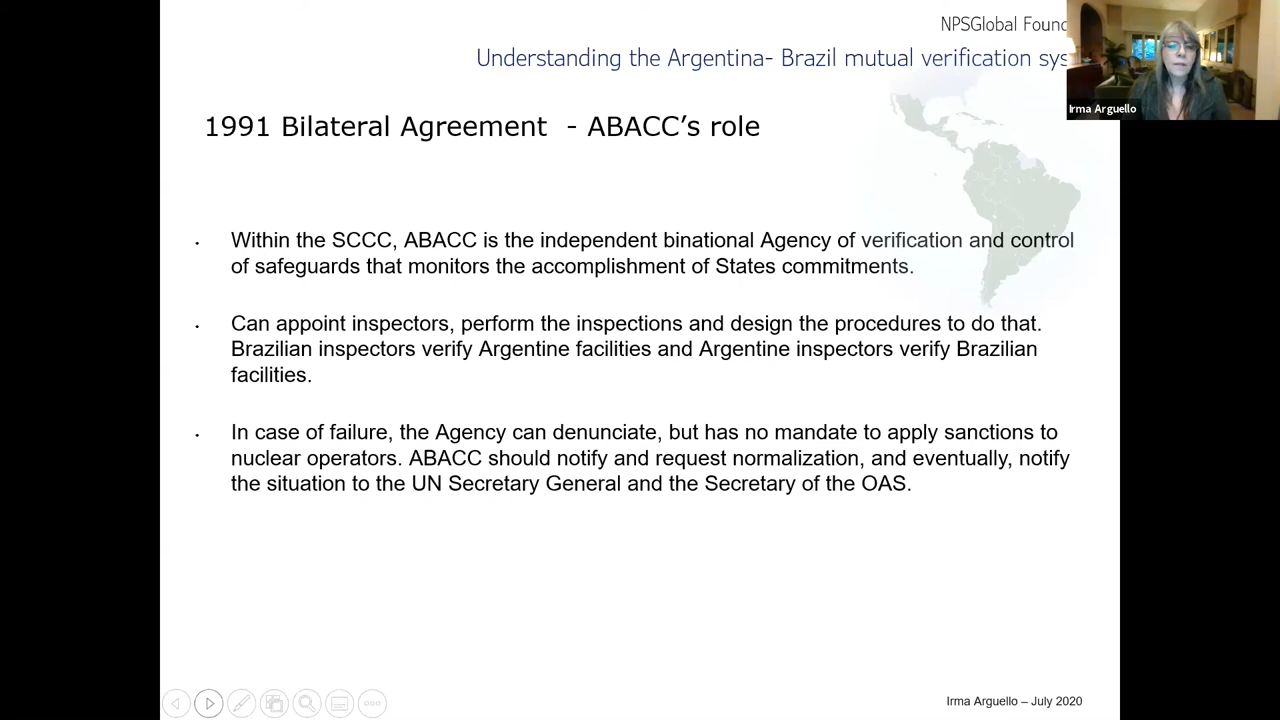 NPSGlobal Founc
Understanding the Argentina- Brazil mutual verification sys
Irma Arguello
1991 Bilateral Agreement - ABACC's role
Within the SCCC, ABACC is the independent binational Agency of verification and control
of safeguards that monitors the accomplishment of States commitments.
Can appoint inspectors, perform the inspections and design the procedures to do that.
Brazilian inspectors verify Argentine facilities and Argentine inspectors verify Brazilian
facilities.
In case of failure, the Agency can denunciate, but has no mandate to apply sanctions to
nuclear operators. ABACC should notify and request normalization, and eventually, notify
the situation to the UN Secretary General and the Secretary of the OAS.
Irma Arguello – July 2020